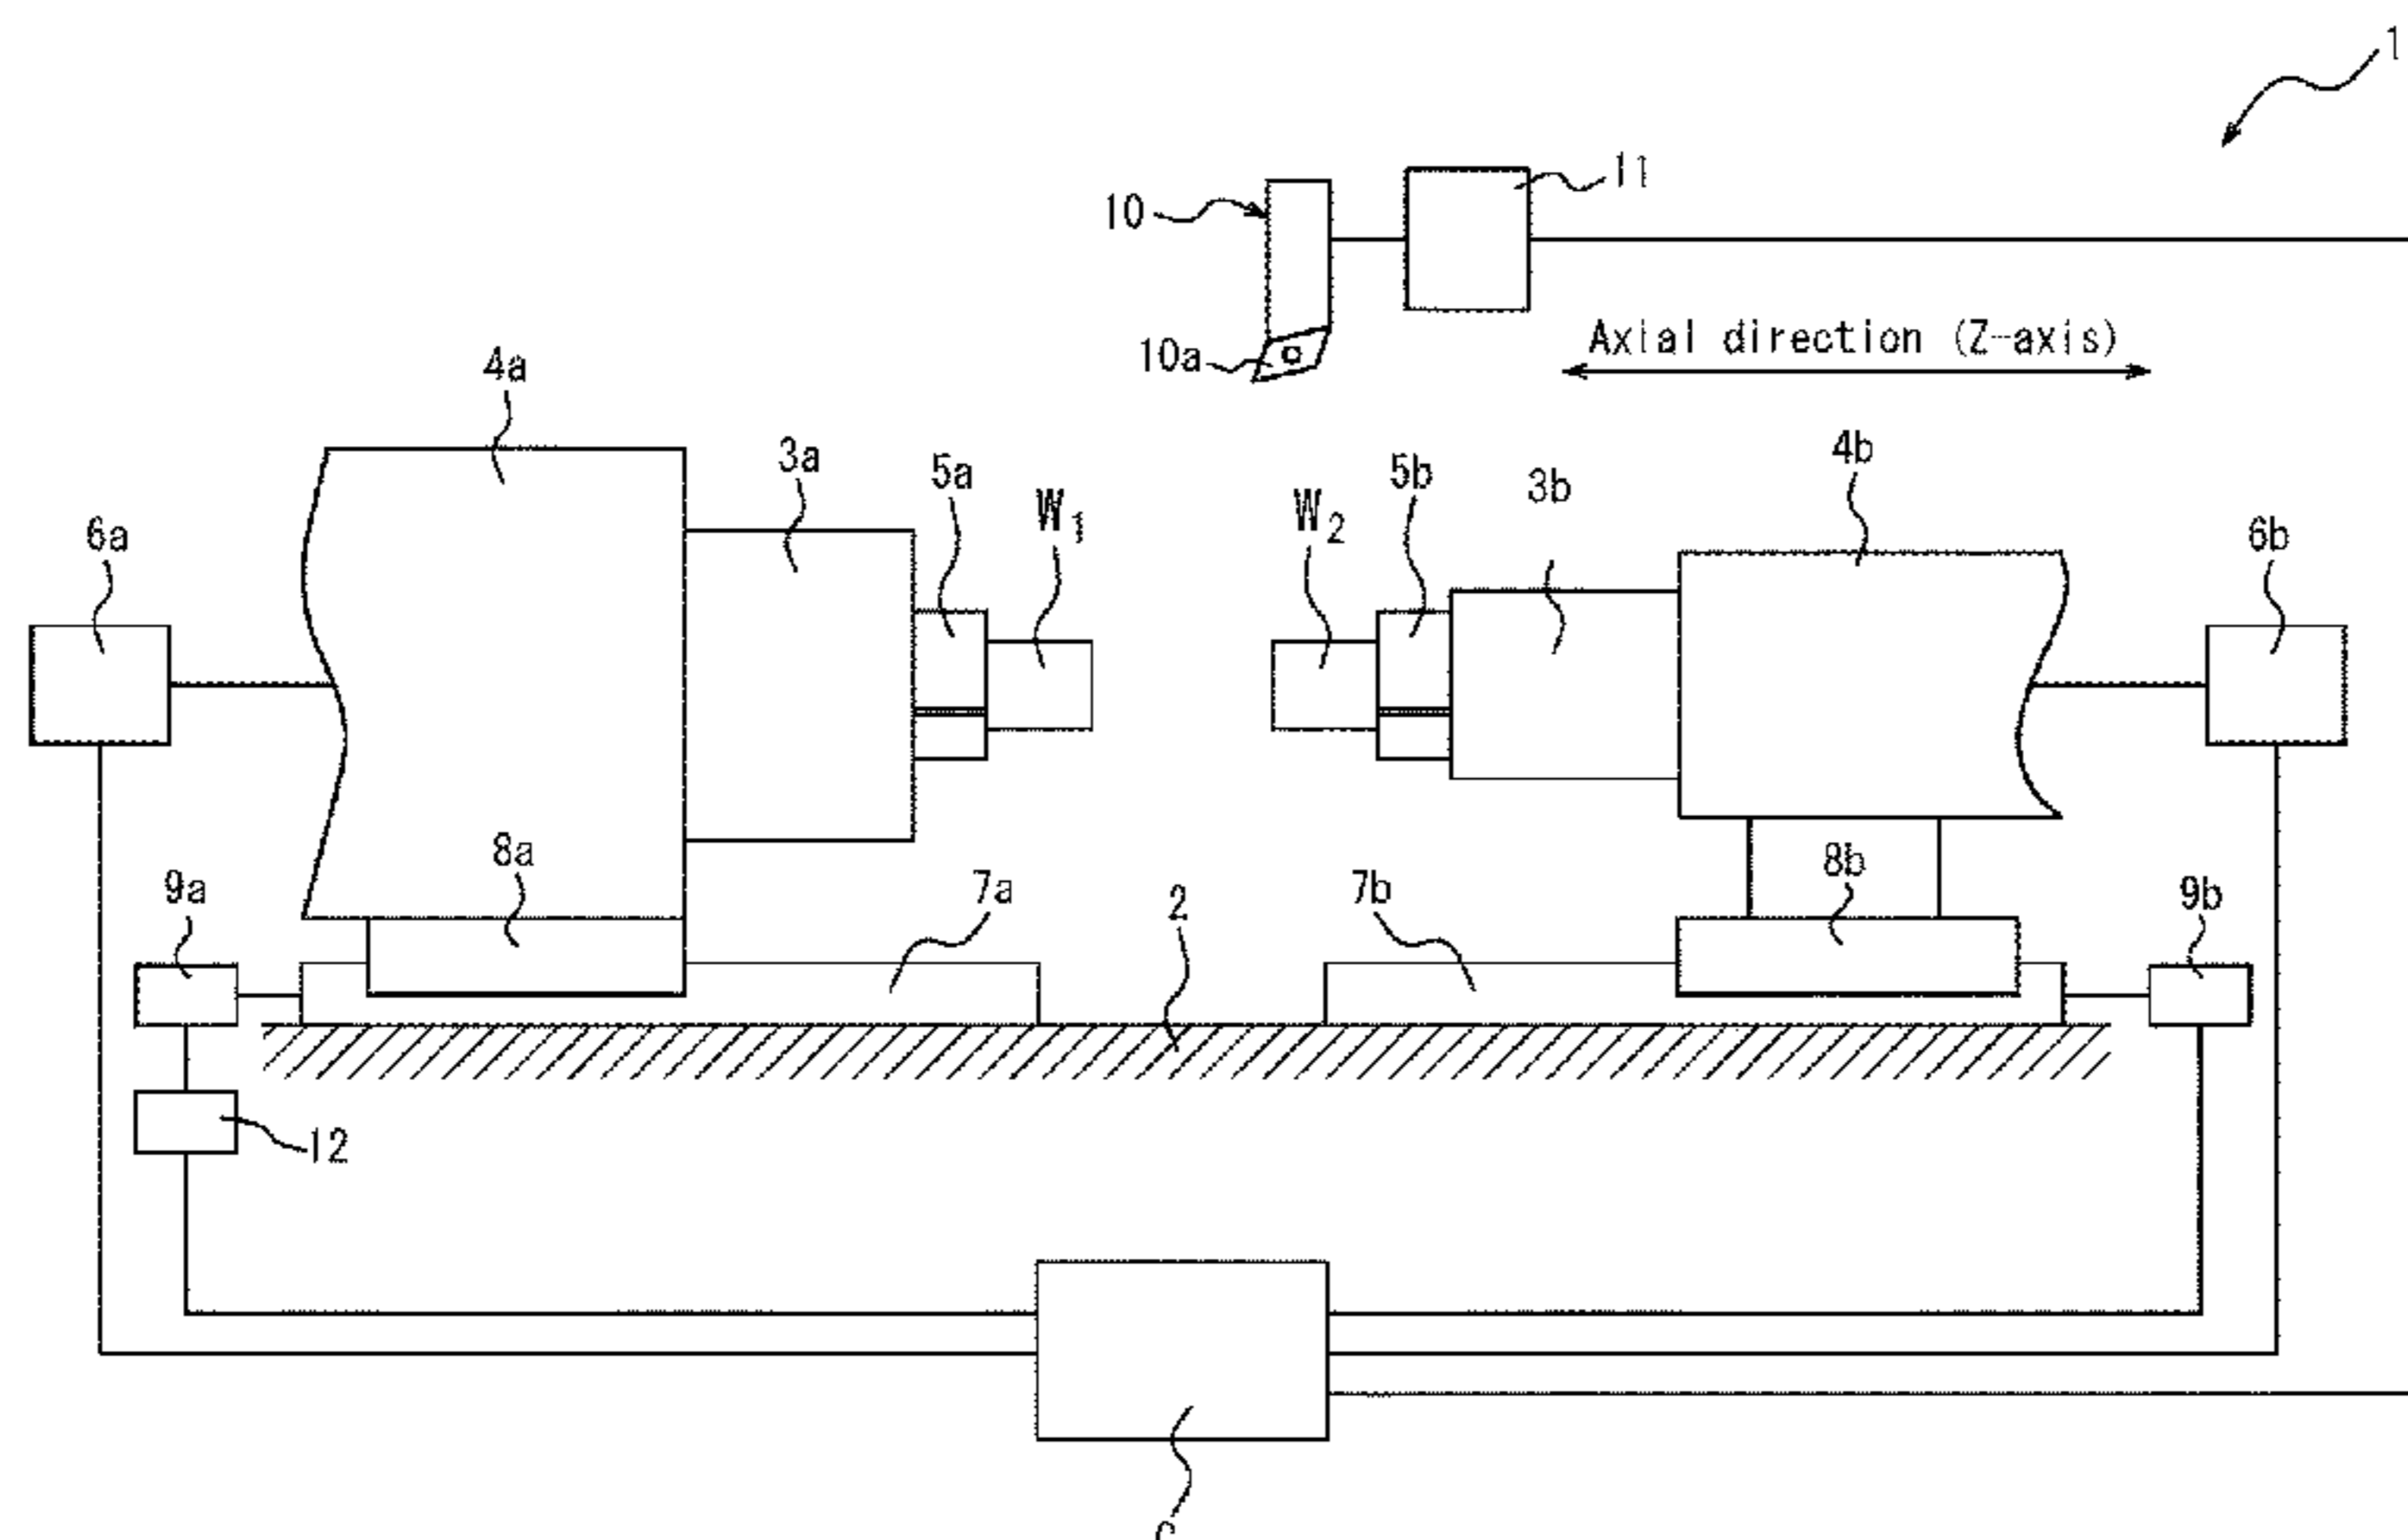 1
11
10
Axial direction (Z-axis)
10a
4a
3a
5a
W1
W2
5b
3b
4b
6a
6b
8a
8b
9a
7a
2
7b
9b
12
C